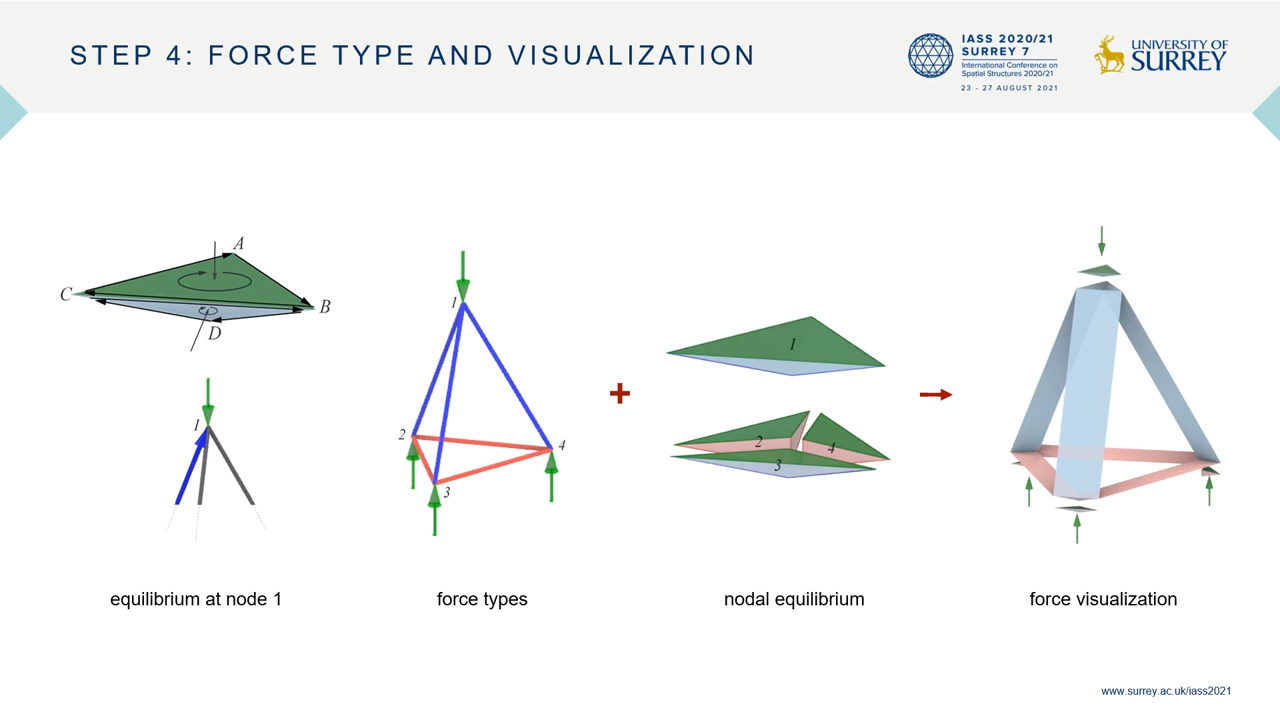 STEP 4: FORCE TYPE AND VISUALIZATION
IASS 2020/21
SURREY 7
International Conference on
Spatial Structures 2020/21
23 - 27 AUGUST 2021
UNIVERSITY OF
SURREY
A
C
B
D
1
1
2
4
3
1
2
4
3
equilibrium at node 1
force types
nodal equilibrium
force visualization
www.surrey.ac.uk/iass2021